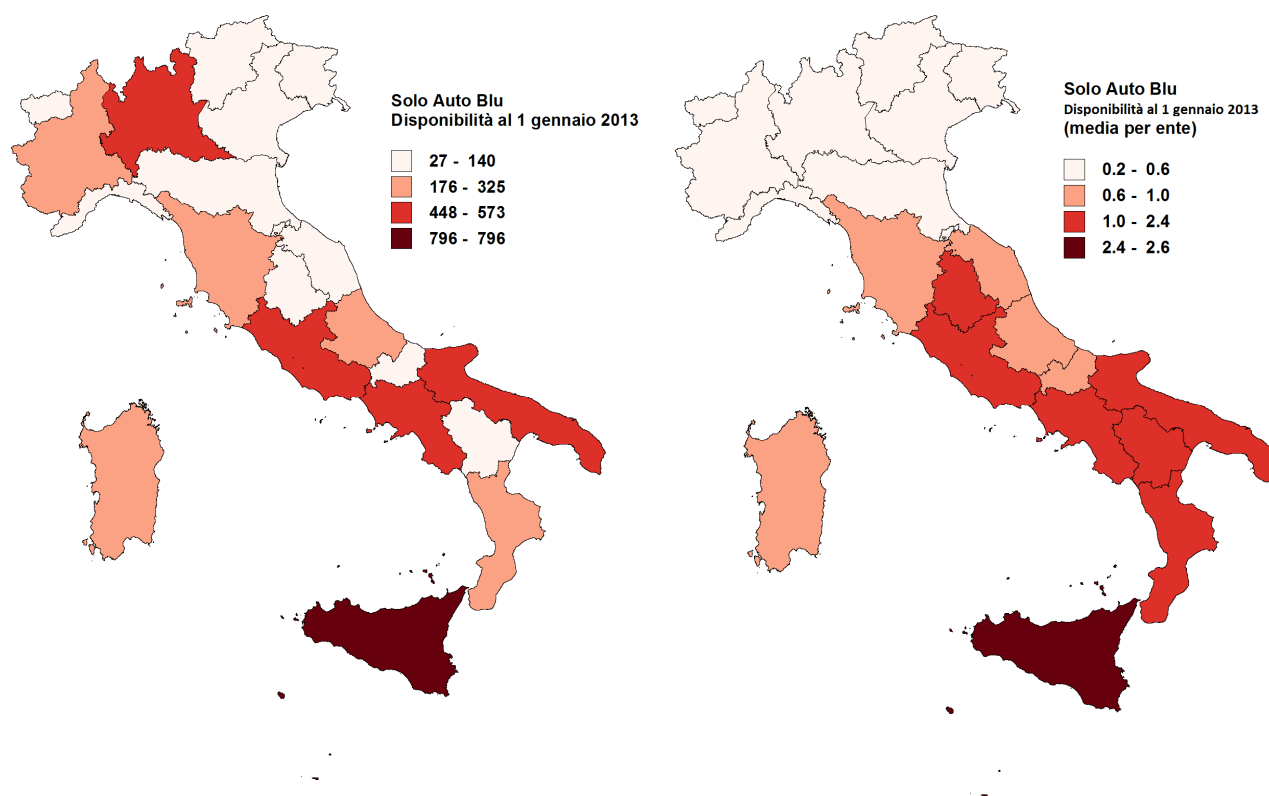 Solo Auto Blu
Disponibilità al 1 gennaio 2013
27 - 140
176 - 325
448 - 573
796 - 796
Solo Auto Blu
Disponibilità al 1 gennaio 2013
(media per ente)
0.2 - 0.6
0.6 - 1.0
1.0 - 2.4
2.4 - 2.6